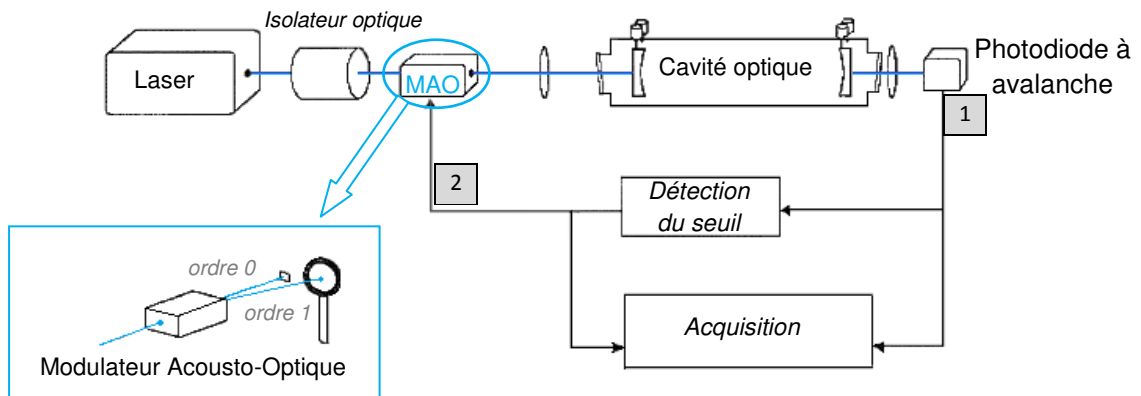 Isolateur optique
Laser
MAO
Cavité optique
Photodiode à
avalanche
1
2
Détection
du seuil
ordre 0
ordre 1
Acquisition
Modulateur Acousto-Optique